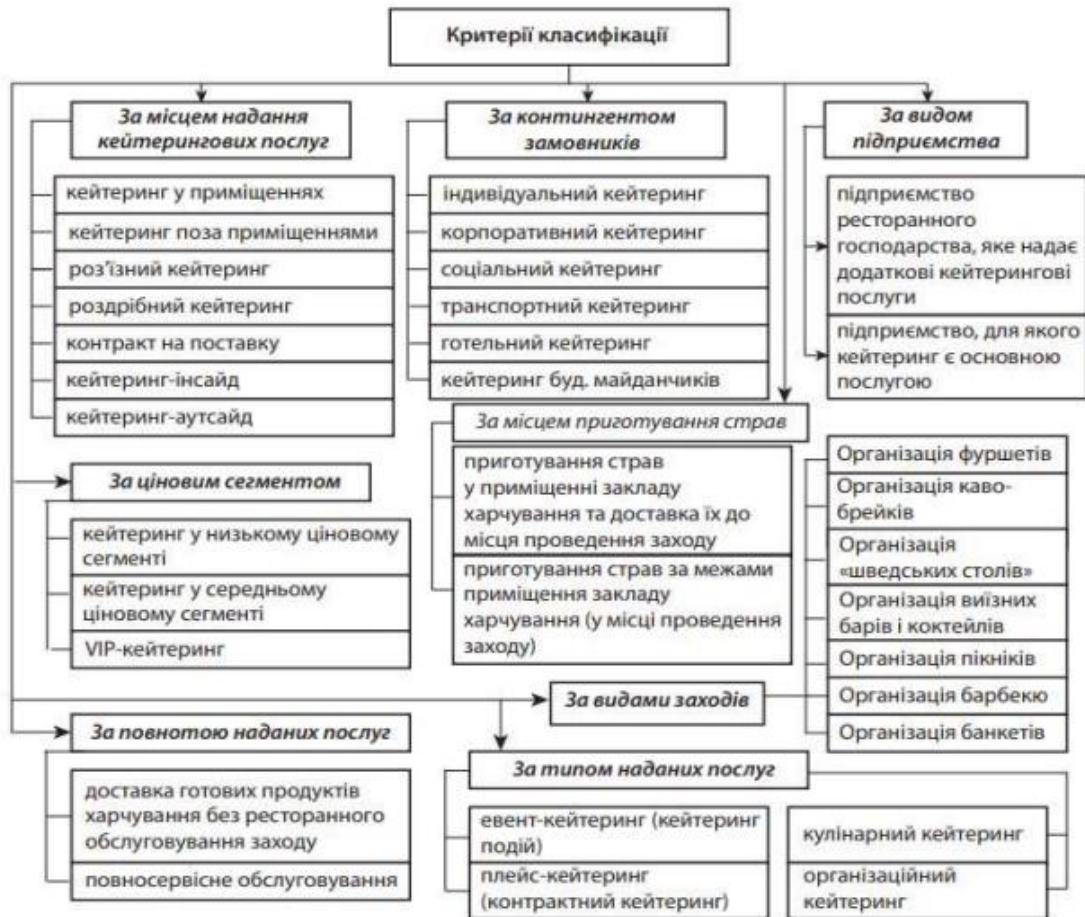 Критерії класифікації
За місцем надання
кейтерингових послуг
кейтеринг у приміщеннях
кейтеринг поза приміщеннями
роз'їзний кейтеринг
роздрібний кейтеринг
контракт на поставку
кейтеринг-інсайд
кейтеринг-аутсайд
За контингентом
замовників
індивідуальний кейтеринг
корпоративний кейтеринг
соціальний кейтеринг
транспортний кейтеринг
готельний кейтеринг
кейтеринг буд. майданчиків
За видом
підприємства
підприємство
ресторанного
господарства, яке надає
додаткові кейтерингові
послуги
підприємство, для якого
кейтеринг є основною
послугою
За місцем приготування страв
приготування страв
у приміщенні закладу
харчування та доставка їх до
місця проведення заходу
приготування страв за межами
приміщення закладу
харчування (у місці проведення
заходу)
За ціновим сегментом
кейтеринг у низькому ціновому
сегменті
кейтеринг у середньому
ціновому сегменті
VIP-кейтеринг
За видами заходів
Організація фуршетів
Організація каво-
брейків
Організація
«шведських столів»
Організація виїзних
барів і коктейлів
Організація пікніків
Організація барбекю
Організація банкетів
За повнотою наданих послуг
доставка готових продуктів
харчування без ресторанного
обслуговування заходу
повносервісне обслуговування
За типом наданих послуг
евент-кейтеринг (кейтеринг
подій)
плейс-кейтеринг
(контрактний кейтеринг)
кулінарний кейтеринг
організаційний
кейтеринг